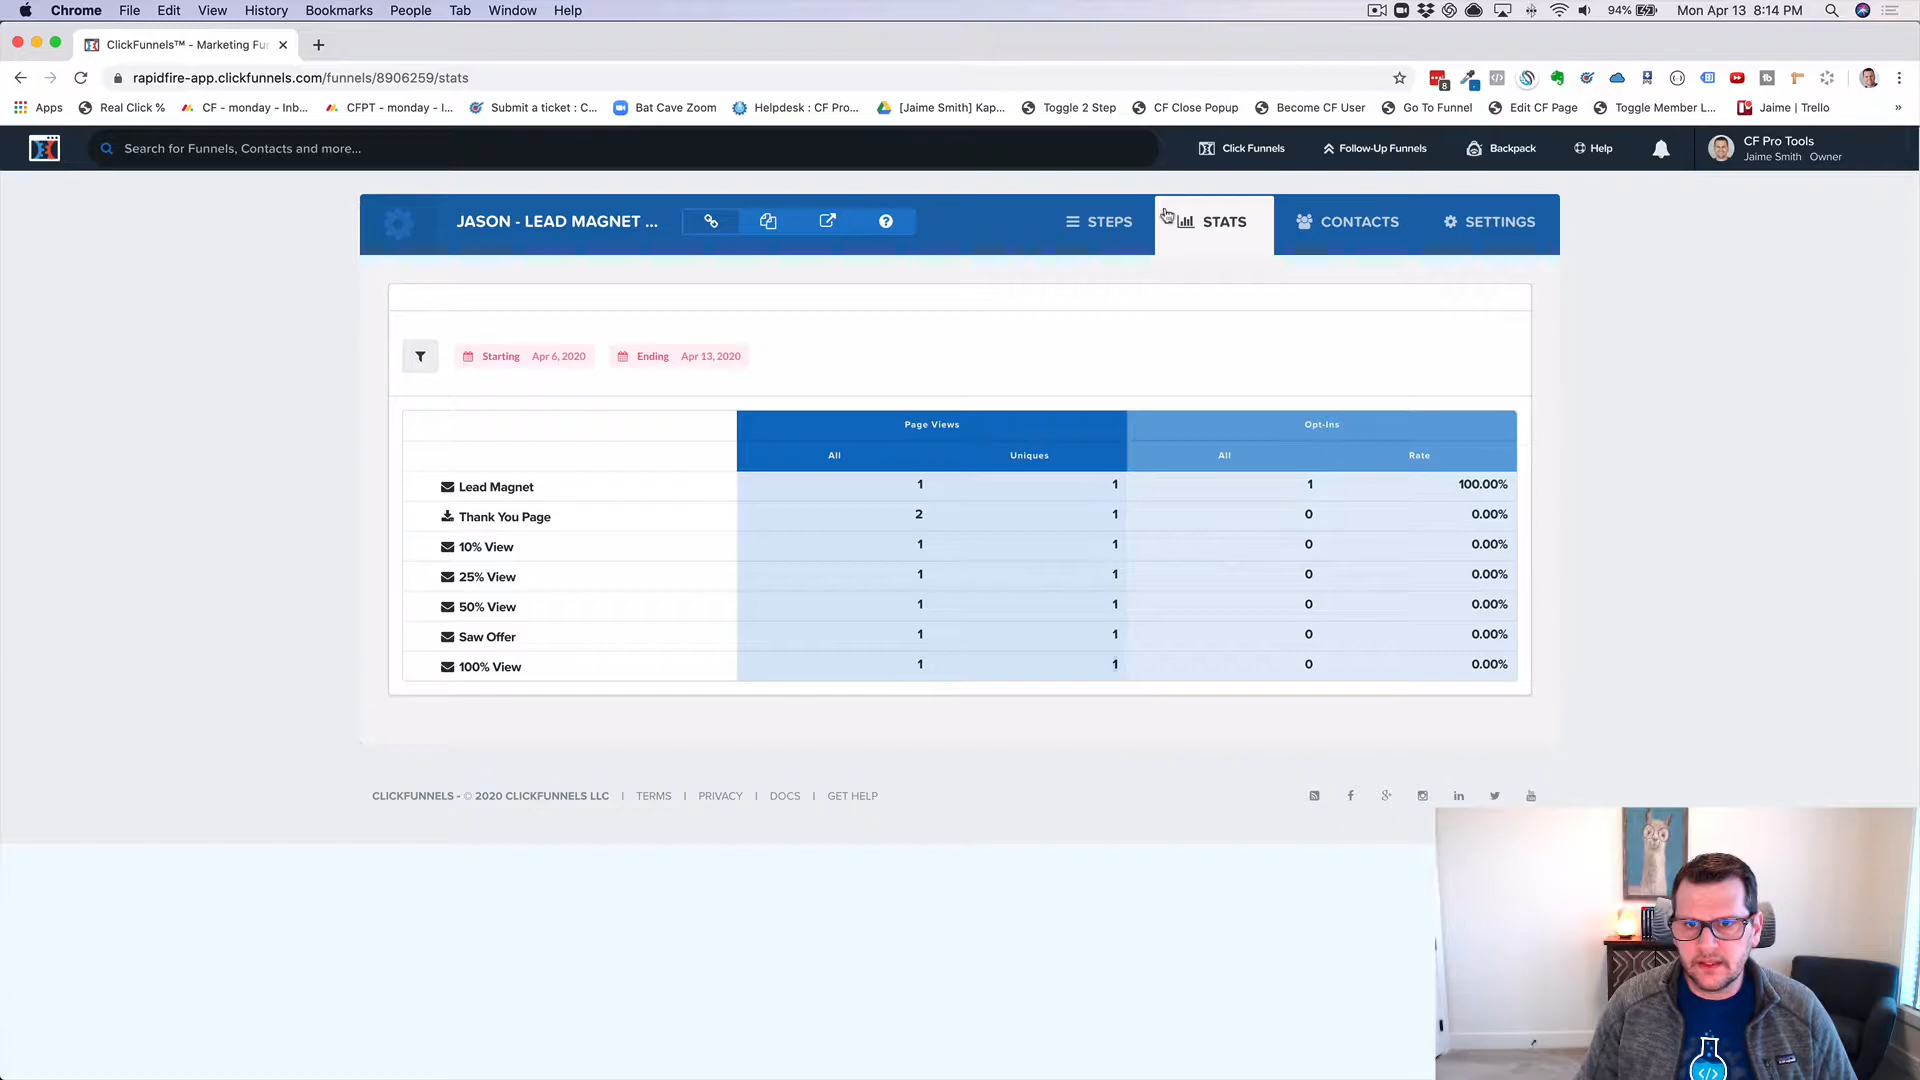 Chrome File Edit View History Bookmarks People Tab Window Help 94% Mon Apr 13 8:14 PM
ClickFunnels™ - Marketing Fur
rapidfire-app.clickfunnels.com/funnels/8906259/stats
8
Apps Real Click % CF - monday - Inb... CFPT - monday - I... Submit a ticket : C... Bat Cave Zoom Helpdesk : CF Pro... [Jaime Smith] Kap... Toggle 2 Step CF Close Popup Become CF User Go To Funnel Edit CF Page Toggle Member L... Jaime | Trello »
Search for Funnels, Contacts and more... Click Funnels Follow-Up Funnels Backpack Help CF Pro Tools
Jaime Smith Owner
JASON - LEAD MAGNET ... STEPS STATS CONTACTS SETTINGS
Starting Apr 6, 2020 Ending Apr 13, 2020
Page Views Opt-Ins
All Uniques All Rate
Lead Magnet 1 1 1 100.00%
Thank You Page 2 1 0 0.00%
10% View 1 1 0 0.00%
25% View 1 1 0 0.00%
50% View 1 1 0 0.00%
Saw Offer 1 1 0 0.00%
100% View 1 1 0 0.00%
CLICKFUNNELS - © 2020 CLICKFUNNELS LLC | TERMS | PRIVACY | DOCS | GET HELP